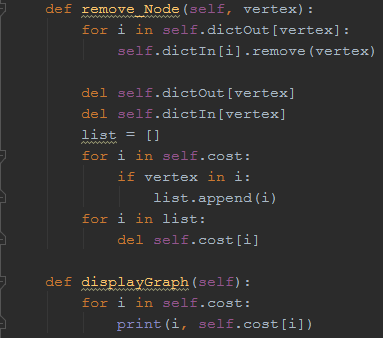 def remove_Node(self, vertex):
    for i in self.dictOut[vertex]:
        self.dictIn[i].remove(vertex)

    del self.dictOut[vertex]
    del self.dictIn[vertex]
    list = []
    for i in self.cost:
        if vertex in i:
            list.append(i)
    for i in list:
        del self.cost[i]

def displayGraph(self):
    for i in self.cost:
        print(i, self.cost[i])